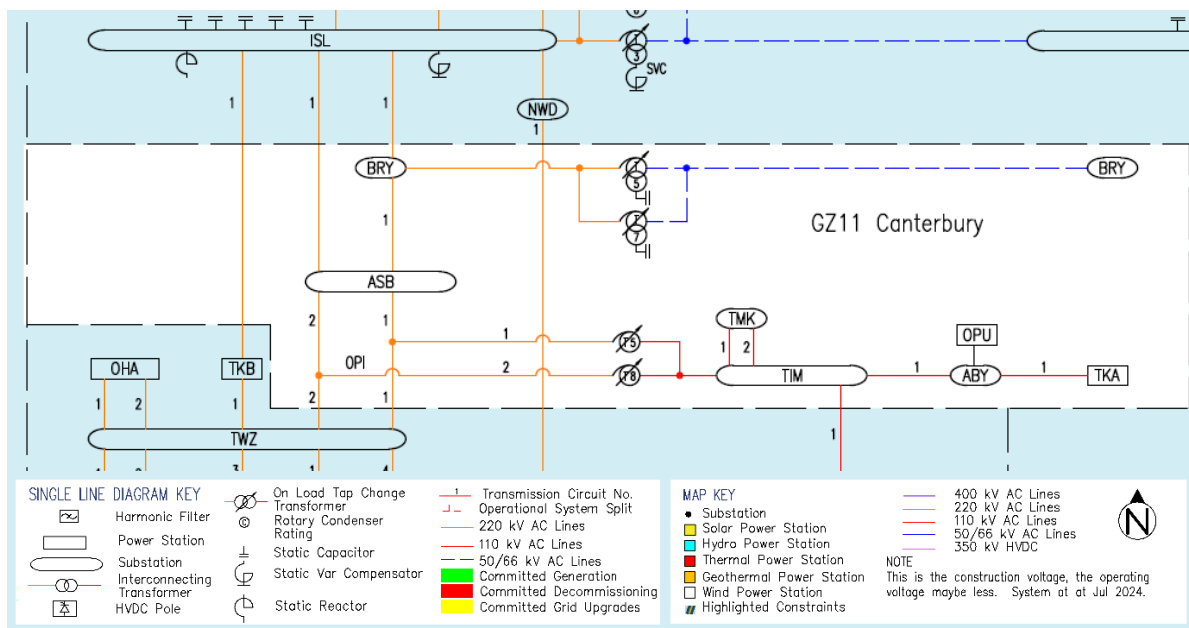 ISL
3
SVC
1
1
1
NWD
1
BRY
5
BRY
7
GZ11 Canterbury
1
ASB
2
1
1
T5
TMK
1
2
OPU
OPI
2
T8
TIM
1
ABY
1
TKA
OHA
TKB
1
2
1
2
1
1
TWZ
3
1
4
SINGLE LINE DIAGRAM KEY
Harmonic Filter
Power Station
Substation
Interconnecting
Transformer
HVDC Pole
On Load Tap Change
Transformer
© Rotary Condenser
Rating
Static Capacitor
Static Var Compensator
Static Reactor
1 Transmission Circuit No.
Operational System Split
220 kV AC Lines
110 kV AC Lines
50/66 kV AC Lines
Committed Generation
Committed Decommissioning
Committed Grid Upgrades
MAP KEY
Substation
Solar Power Station
Hydro Power Station
Thermal Power Station
Geothermal Power Station
Wind Power Station
Highlighted Constraints
400 kV AC Lines
220 kV AC Lines
110 kV AC Lines
50/66 kV AC Lines
350 kV HVDC
N
NOTE
This is the construction voltage, the operating
voltage maybe less. System at at Jul 2024.